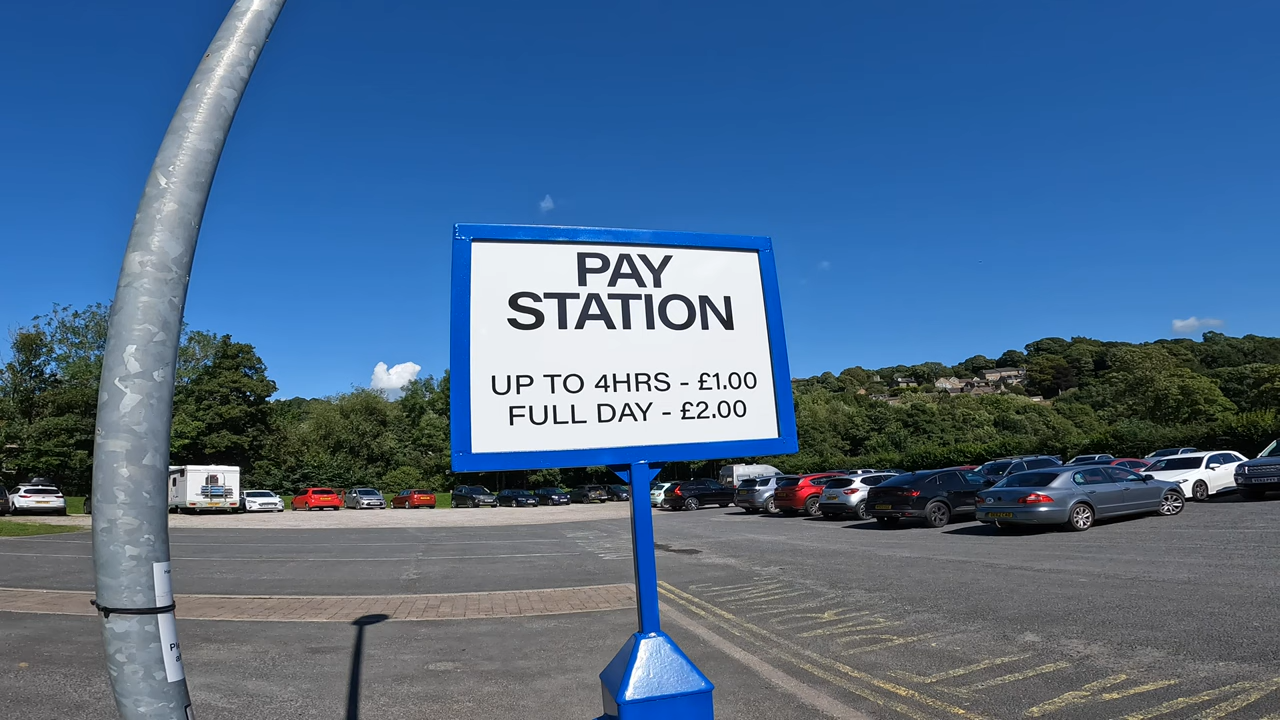 PAY
STATION
UP TO 4HRS - £1.00
FULL DAY - £2.00